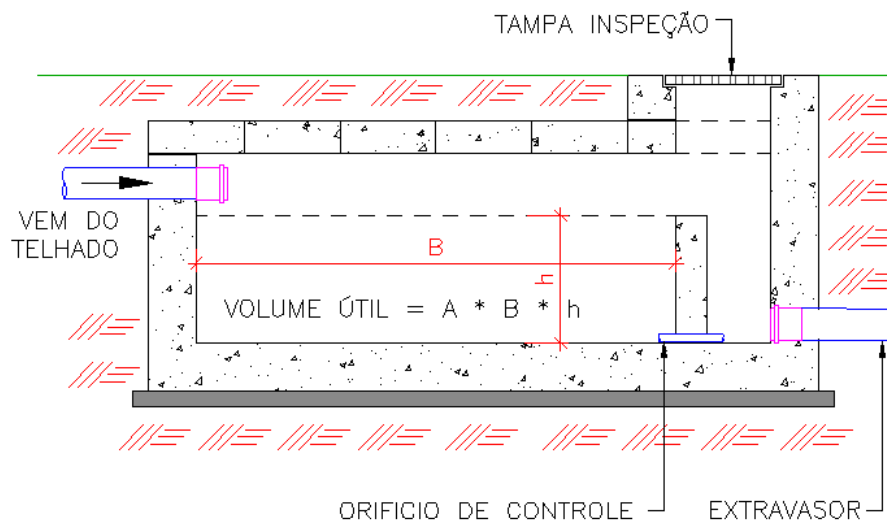 TAMPA INSPEÇÃO
VEM DO
TELHADO
B
h
VOLUME ÚTIL = A * B * h
ORIFICIO DE CONTROLE
EXTRAVASOR